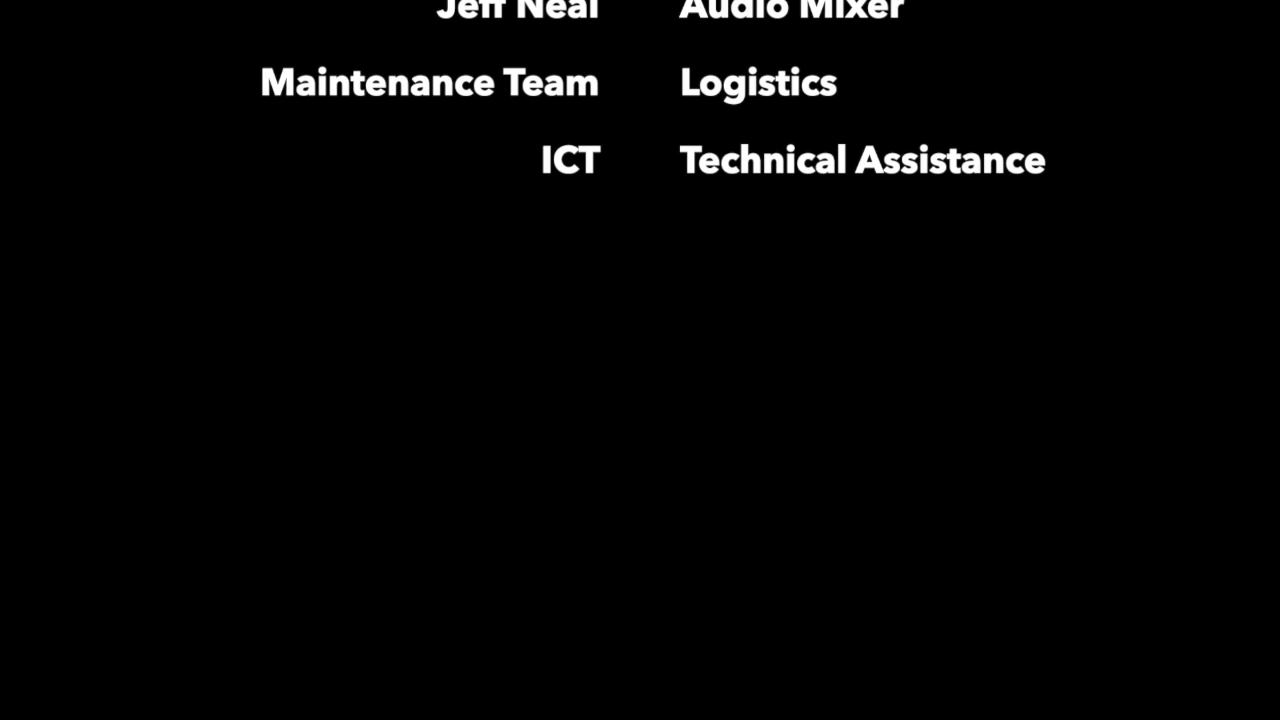 Jeff Neal Audio Mixer
Maintenance Team Logistics
ICT Technical Assistance